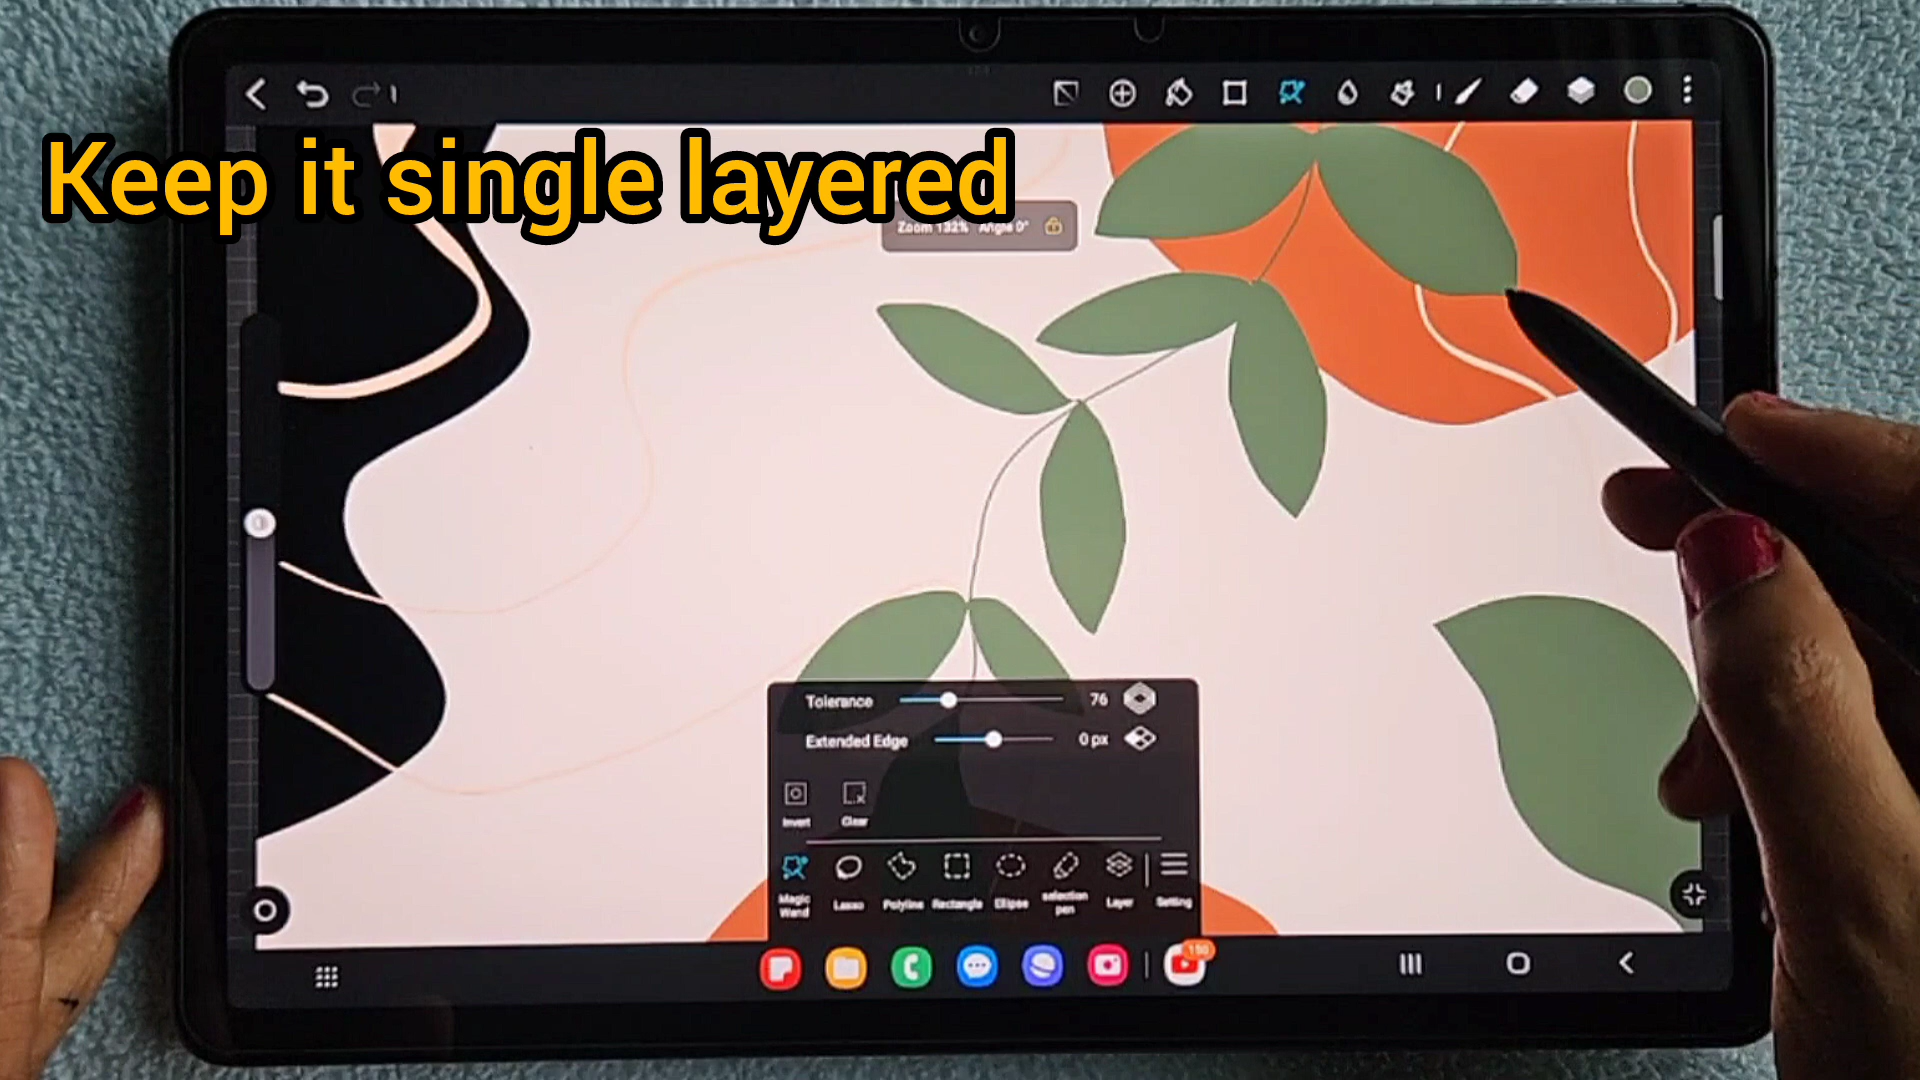 Keep it single layered
Zoom 132% Angle 0°
Tolerance 76
Extended Edge 0 px
Invert Clear
Magic Wand Lasso Polyline Rectangle Ellipse selection pen Layer Setting
150